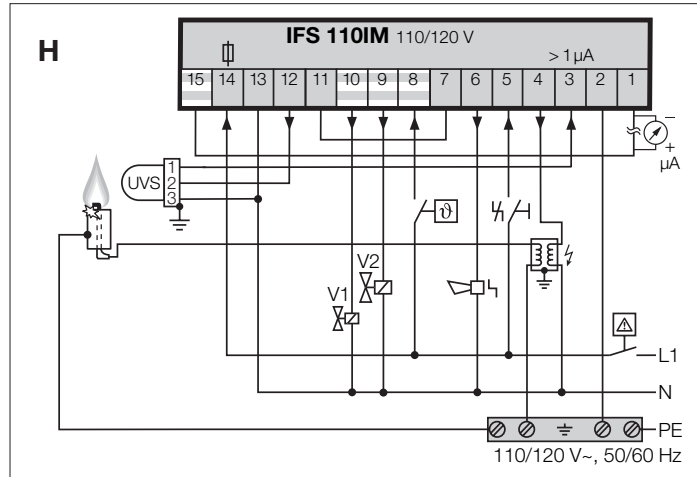 H
IFS 110IM 110/120 V
> 1 µA
15 14 13 12 11 10 9 8 7 6 5 4 3 2 1
–
+
µA
UVS
1
2
3
ϑ
V2
V1
L1
N
PE
110/120 V~, 50/60 Hz